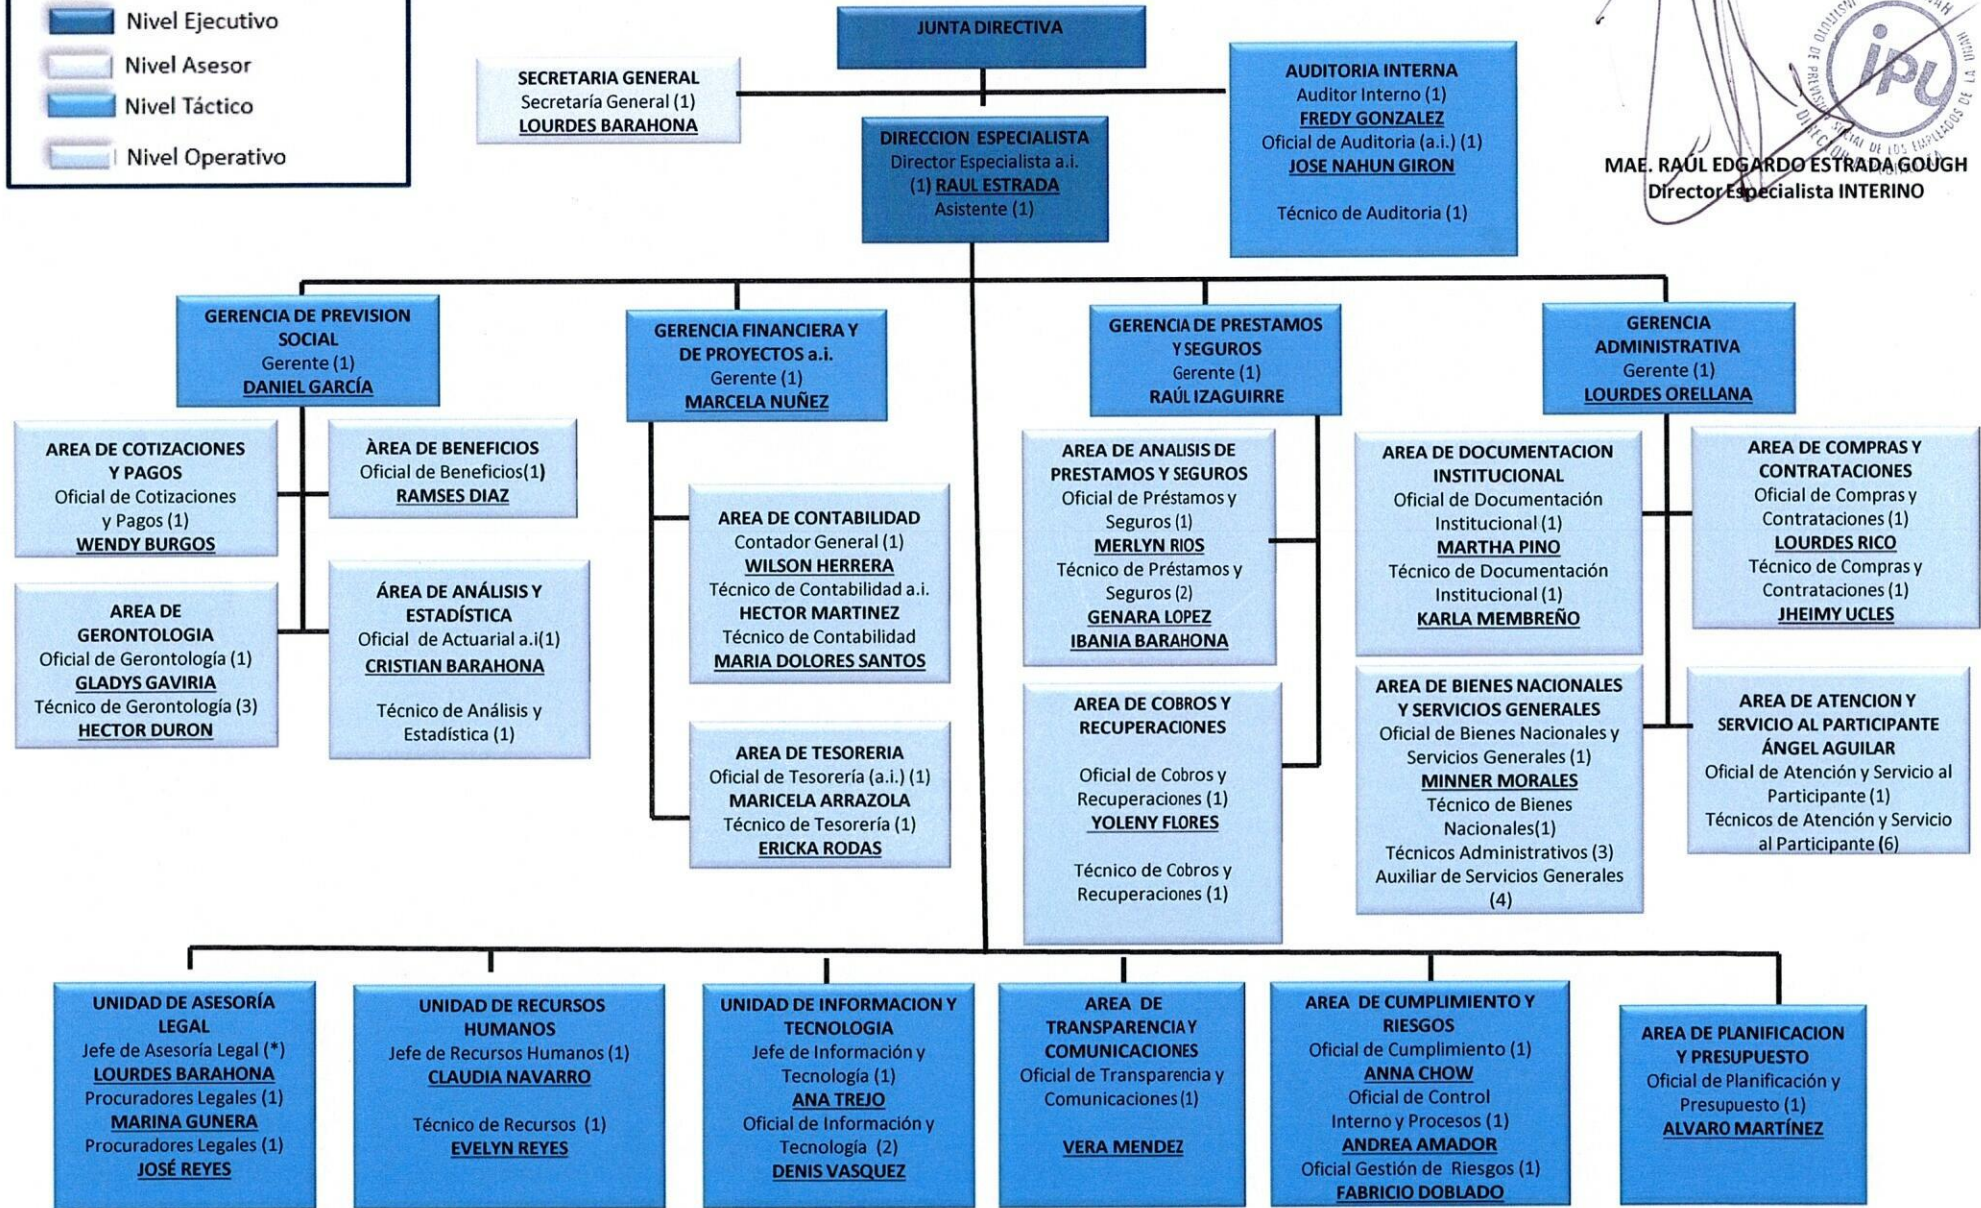 Nivel Ejecutivo
Nivel Asesor
Nivel Táctico
Nivel Operativo
JUNTA DIRECTIVA
SECRETARIA GENERAL
Secretaría General (1)
LOURDES BARAHONA
DIRECCION ESPECIALISTA
Director Especialista a.i.
(1) RAUL ESTRADA
Asistente (1)
AUDITORIA INTERNA
Auditor Interno (1)
FREDY GONZALEZ
Oficial de Auditoria (a.i.) (1)
JOSE NAHUN GIRON
Técnico de Auditoria (1)
ipu
MAE. RAÚL EDGARDO ESTRADA GOUGH
Director Especialista INTERINO
GERENCIA DE PREVISION
SOCIAL
Gerente (1)
DANIEL GARCÍA
GERENCIA FINANCIERA Y
DE PROYECTOS a.i.
Gerente (1)
MARCELA NUÑEZ
GERENCIA DE PRESTAMOS
Y SEGUROS
Gerente (1)
RAÚL IZAGUIRRE
GERENCIA
ADMINISTRATIVA
Gerente (1)
LOURDES ORELLANA
AREA DE COTIZACIONES
Y PAGOS
Oficial de Cotizaciones
y Pagos (1)
WENDY BURGOS
ÀREA DE BENEFICIOS
Oficial de Beneficios(1)
RAMSES DIAZ
AREA DE
GERONTOLOGIA
Oficial de Gerontología (1)
GLADYS GAVIRIA
Técnico de Gerontología (3)
HECTOR DURON
ÁREA DE ANÁLISIS Y
ESTADÍSTICA
Oficial de Actuarial a.i(1)
CRISTIAN BARAHONA
Técnico de Análisis y
Estadística (1)
AREA DE CONTABILIDAD
Contador General (1)
WILSON HERRERA
Técnico de Contabilidad a.i.
HECTOR MARTINEZ
Técnico de Contabilidad
MARIA DOLORES SANTOS
AREA DE TESORERIA
Oficial de Tesorería (a.i.) (1)
MARICELA ARRAZOLA
Técnico de Tesorería (1)
ERICKA RODAS
AREA DE ANALISIS DE
PRESTAMOS Y SEGUROS
Oficial de Préstamos y
Seguros (1)
MERLYN RIOS
Técnico de Préstamos y
Seguros (2)
GENARA LOPEZ
IBANIA BARAHONA
AREA DE COBROS Y
RECUPERACIONES
Oficial de Cobros y
Recuperaciones (1)
YOLENY FLORES
Técnico de Cobros y
Recuperaciones (1)
AREA DE DOCUMENTACION
INSTITUCIONAL
Oficial de Documentación
Institucional (1)
MARTHA PINO
Técnico de Documentación
Institucional (1)
KARLA MEMBREÑO
AREA DE COMPRAS Y
CONTRATACIONES
Oficial de Compras y
Contrataciones (1)
LOURDES RICO
Técnico de Compras y
Contrataciones (1)
JHEIMY UCLES
AREA DE BIENES NACIONALES
Y SERVICIOS GENERALES
Oficial de Bienes Nacionales y
Servicios Generales (1)
MINNER MORALES
Técnico de Bienes
Nacionales(1)
Técnicos Administrativos (3)
Auxiliar de Servicios Generales
(4)
AREA DE ATENCION Y
SERVICIO AL PARTICIPANTE
ÁNGEL AGUILAR
Oficial de Atención y Servicio al
Participante (1)
Técnicos de Atención y Servicio
al Participante (6)
UNIDAD DE ASESORÍA
LEGAL
Jefe de Asesoría Legal (*)
LOURDES BARAHONA
Procuradores Legales (1)
MARINA GUNERA
Procuradores Legales (1)
JOSÉ REYES
UNIDAD DE RECURSOS
HUMANOS
Jefe de Recursos Humanos (1)
CLAUDIA NAVARRO
Técnico de Recursos (1)
EVELYN REYES
UNIDAD DE INFORMACION Y
TECNOLOGIA
Jefe de Información y
Tecnología (1)
ANA TREJO
Oficial de Información y
Tecnología (2)
DENIS VASQUEZ
AREA DE
TRANSPARENCIA Y
COMUNICACIONES
Oficial de Transparencia y
Comunicaciones (1)
VERA MENDEZ
AREA DE CUMPLIMIENTO Y
RIESGOS
Oficial de Cumplimiento (1)
ANNA CHOW
Oficial de Control
Interno y Procesos (1)
ANDREA AMADOR
Oficial Gestión de Riesgos (1)
FABRICIO DOBLADO
AREA DE PLANIFICACION
Y PRESUPUESTO
Oficial de Planificación y
Presupuesto (1)
ALVARO MARTÍNEZ